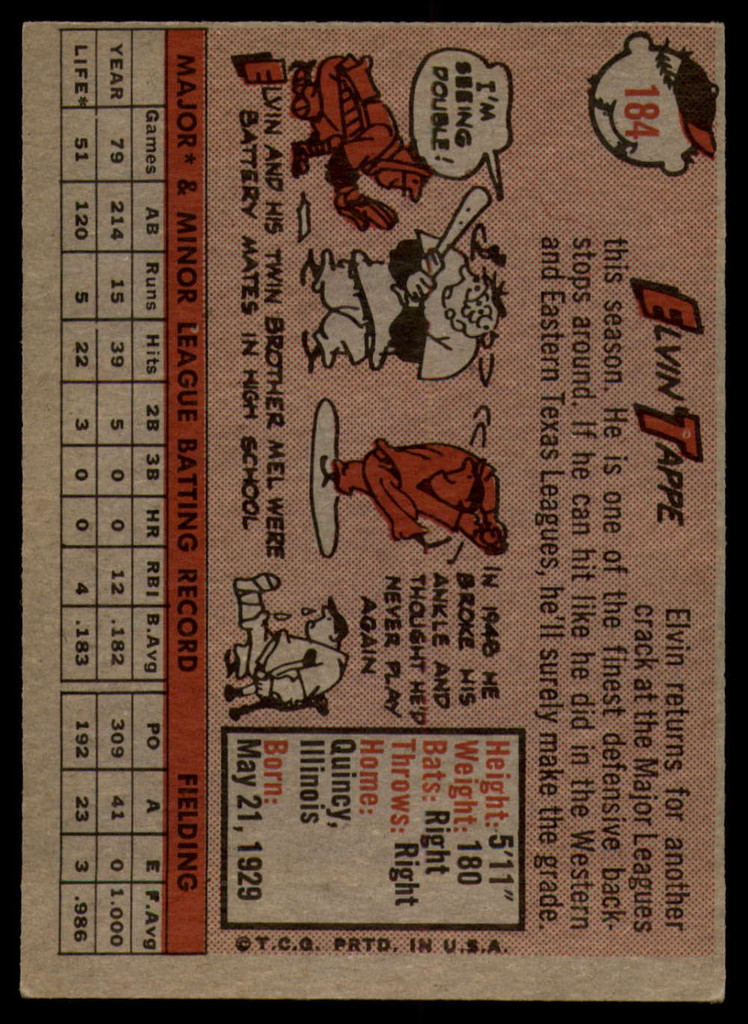 184
ELVIN TAPPE
Elvin returns for another
crack at the Major Leagues
this season. He is one of the finest defensive back-
stops around. If he can hit like he did in the Western
and Eastern Texas Leagues, he'll surely make the grade.
I'M
SEEING
DOUBLE!
ELVIN AND HIS TWIN BROTHER MEL WERE
BATTERY MATES IN HIGH SCHOOL
IN 1948 HE
BROKE HIS
ANKLE AND
THOUGHT HE'D
NEVER PLAY
AGAIN
Height: 5'11"
Weight: 180
Bats: Right
Throws: Right
Home:
Quincy,
Illinois
Born:
May 21, 1929
©T.C.G. PRTD. IN U.S.A.
MAJOR* & MINOR LEAGUE BATTING RECORD FIELDING
Games AB Runs Hits 2B 3B HR RBI B.Avg PO A E F.Avg
YEAR 79 214 15 39 5 0 0 12 .182 309 41 0 1.000
LIFE* 51 120 5 22 3 0 0 4 .183 192 23 3 .986